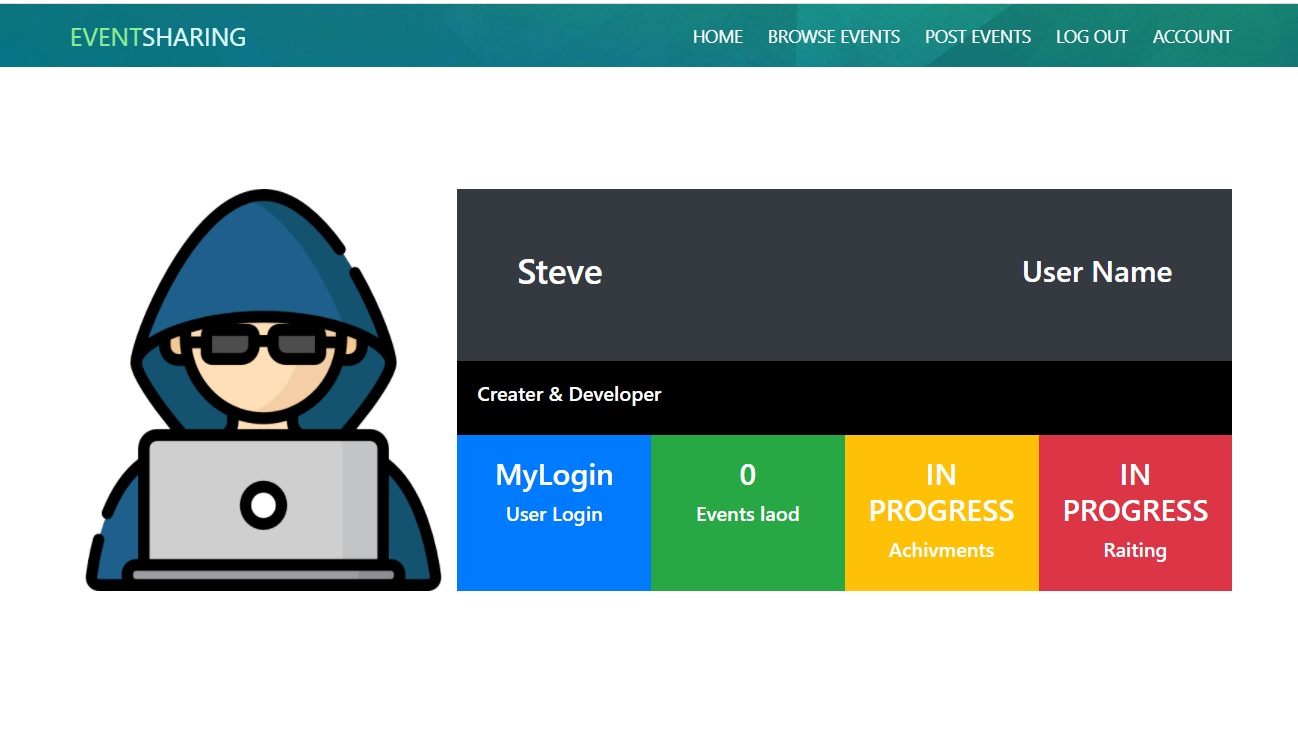 EVENTSHARING HOME BROWSE EVENTS POST EVENTS LOG OUT ACCOUNT
Steve User Name
Creater & Developer
MyLogin
User Login
0
Events laod
IN
PROGRESS
Achivments
IN
PROGRESS
Raiting